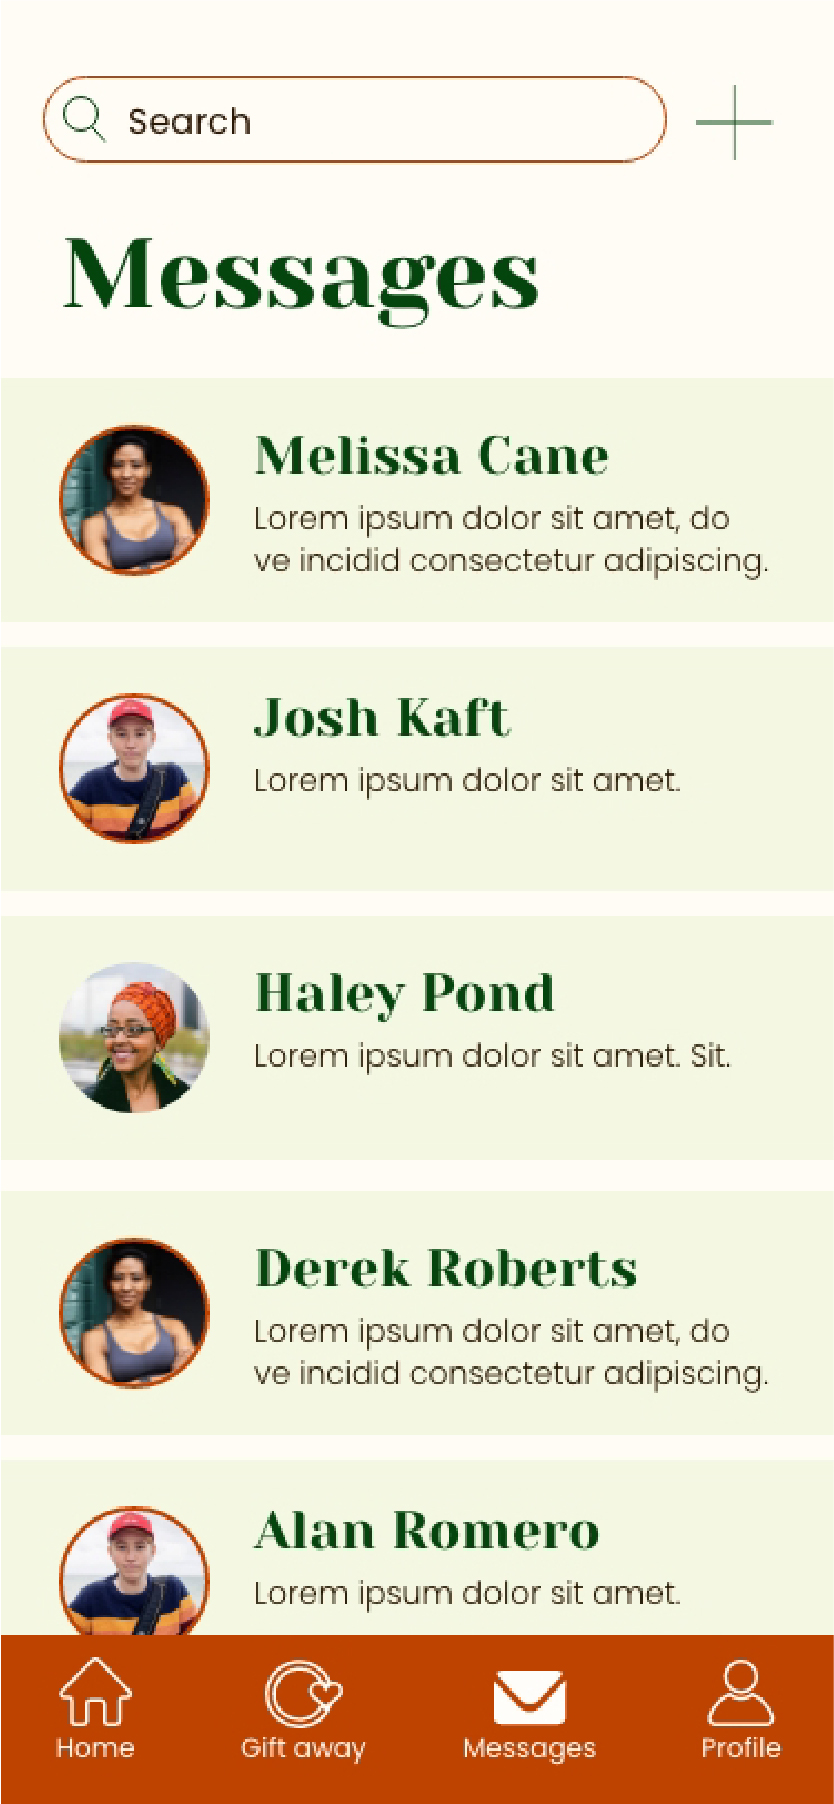 Search
Messages
Melissa Cane
Lorem ipsum dolor sit amet, do
ve incidid consectetur adipiscing.
Josh Kaft
Lorem ipsum dolor sit amet.
Haley Pond
Lorem ipsum dolor sit amet. Sit.
Derek Roberts
Lorem ipsum dolor sit amet, do
ve incidid consectetur adipiscing.
Alan Romero
Lorem ipsum dolor sit amet.
Home
Gift away
Messages
Profile